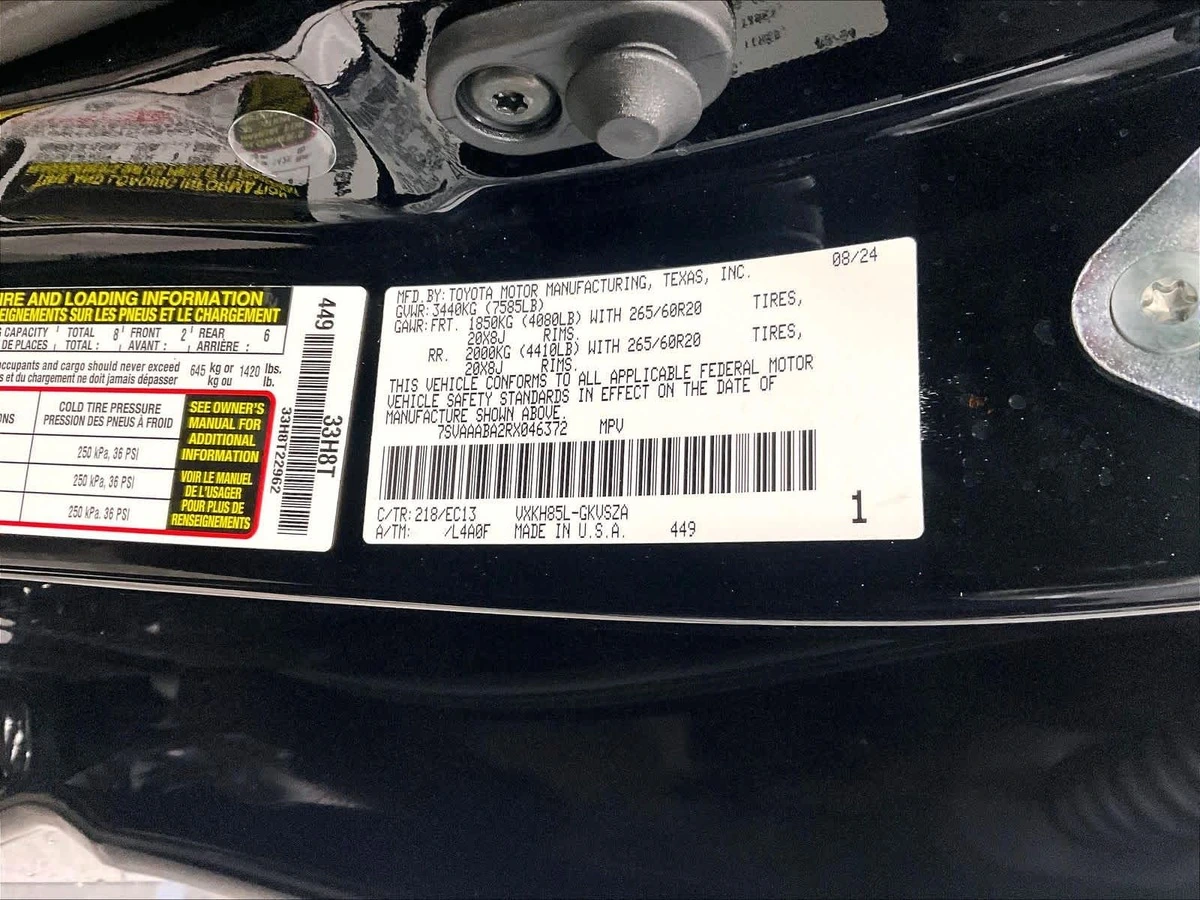 IRE AND LOADING INFORMATION
SEIGNEMENTS SUR LES PNEUS ET LE CHARGEMENT
CAPACITY TOTAL 8 FRONT 2 REAR 6
DE PLACES TOTAL : AVANT : ARRIÈRE :
occupants and cargo should never exceed 645 kg or 1420 lbs.
s et du chargement ne doit jamais dépasser kg ou lb.
COLD TIRE PRESSURE
PRESSION DES PNEUS À FROID
250 kPa, 36 PSI
250 kPa, 36 PSI
250 kPa, 36 PSI
SEE OWNER'S
MANUAL FOR
ADDITIONAL
INFORMATION
VOIR LE MANUEL
DE L'USAGER
POUR PLUS DE
RENSEIGNEMENTS
449
33H8T
33H8T22962
08/24
MFD. BY: TOYOTA MOTOR MANUFACTURING, TEXAS, INC.
GVWR: 3440KG (7585LB)
GAWR: FRT. 1850KG (4080LB) WITH 265/60R20 TIRES,
20X8J RIMS.
RR. 2000KG (4410LB) WITH 265/60R20 TIRES,
20X8J RIMS.
THIS VEHICLE CONFORMS TO ALL APPLICABLE FEDERAL MOTOR
VEHICLE SAFETY STANDARDS IN EFFECT ON THE DATE OF
MANUFACTURE SHOWN ABOVE.
7SVAAABA2RX046372 MPV
C/TR: 218/EC13 VXKH85L-GKVSZA
A/TM: /L4A0F MADE IN U.S.A. 449
1